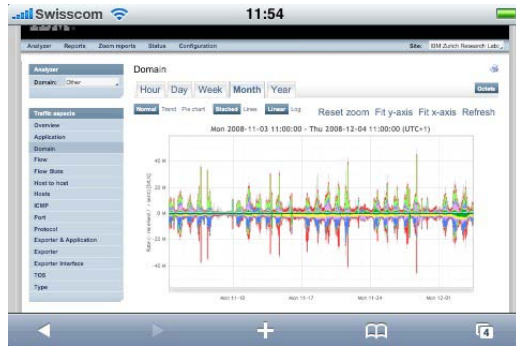 Swisscom 11:54
IBM
Analyzer Reports Zoom reports Status Configuration Site: IBM Zurich Research Lab
Analyzer
Domain: Other
Domain
Hour Day Week Month Year
Octets
Normal Trend Pie chart Stacked Lines Linear Log Reset zoom Fit y-axis Fit x-axis Refresh
Traffic aspects
Overview
Application
Domain
Flow
Flow State
Host to host
Hosts
ICMP
Port
Protocol
Exporter & Application
Exporter
Exporter Interface
TOS
Type
Mon 2008-11-03 11:00:00 - Thu 2008-12-04 11:00:00 (UTC+1)
40 M
20 M
0 M
-20 M
-40 M
Mon 11-10 Mon 11-17 Mon 11-24 Mon 12-01
4